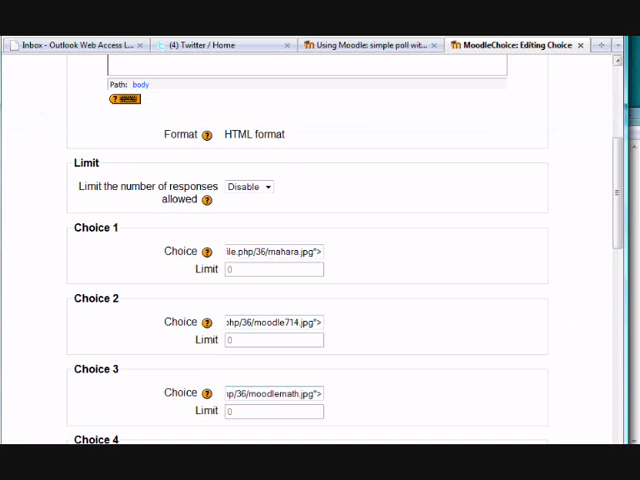 Inbox - Outlook Web Access L...
(4) Twitter / Home
Using Moodle: simple poll wit...
MoodleChoice: Editing Choice
Path: body
Format
HTML format
Limit
Limit the number of responses
allowed
Disable
Choice 1
Choice
ile.php/36/mahara.jpg">
Limit
0
Choice 2
Choice
php/36/moodle714.jpg">
Limit
0
Choice 3
Choice
hp/36/moodlemath.jpg">
Limit
0
Choice 4